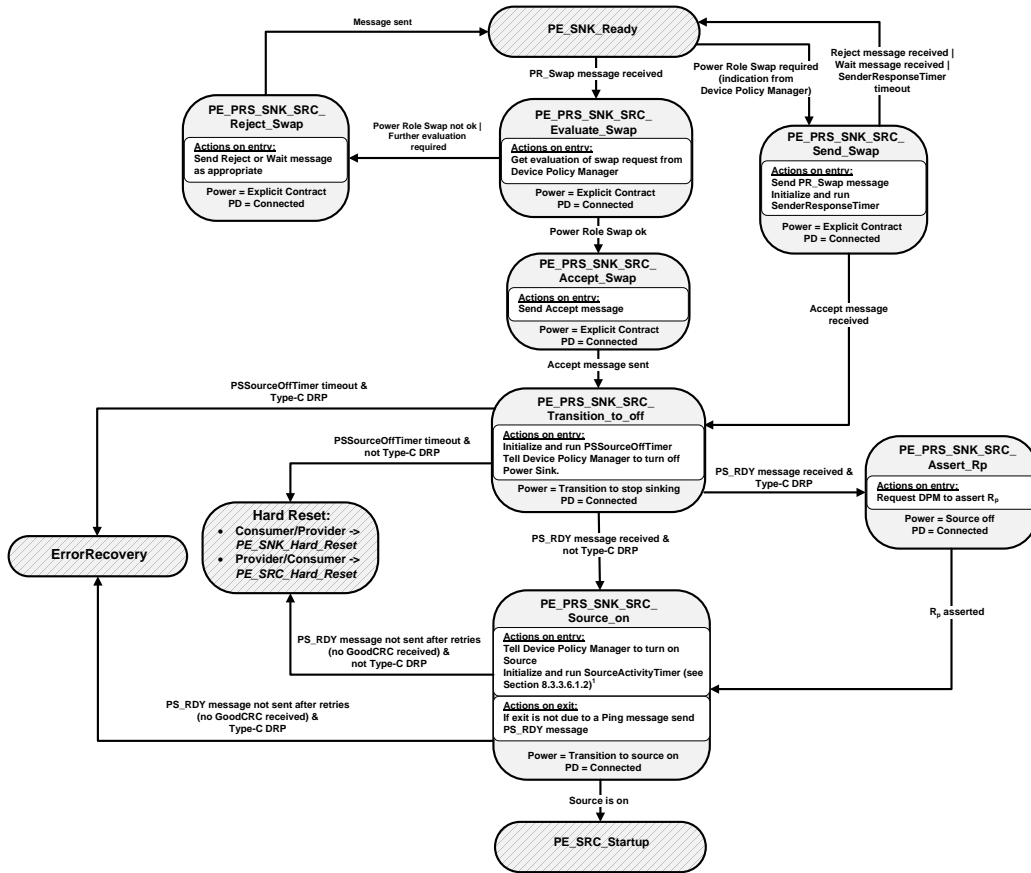 Message sent
PE_SNK_Ready
PR_Swap message received
Power Role Swap required
(indication from
Device Policy Manager)
Reject message received |
Wait message received |
SenderResponseTimer
timeout
PE_PRS_SNK_SRC_
Reject_Swap
Actions on entry:
Send Reject or Wait message
as appropriate
Power = Explicit Contract
PD = Connected
Power Role Swap not ok |
Further evaluation
required
PE_PRS_SNK_SRC_
Evaluate_Swap
Actions on entry:
Get evaluation of swap request from
Device Policy Manager
Power = Explicit Contract
PD = Connected
PE_PRS_SNK_SRC_
Send_Swap
Actions on entry:
Send PR_Swap message
Initialize and run
SenderResponseTimer
Power = Explicit Contract
PD = Connected
Power Role Swap ok
PE_PRS_SNK_SRC_
Accept_Swap
Actions on entry:
Send Accept message
Power = Explicit Contract
PD = Connected
Accept message
received
Accept message sent
PSSourceOffTimer timeout &
Type-C DRP
PSSourceOffTimer timeout &
not Type-C DRP
PE_PRS_SNK_SRC_
Transition_to_off
Actions on entry:
Initialize and run PSSourceOffTimer
Tell Device Policy Manager to turn off
Power Sink.
Power = Transition to stop sinking
PD = Connected
PS_RDY message received &
Type-C DRP
PE_PRS_SNK_SRC_
Assert_Rp
Actions on entry:
Request DPM to assert Rp
Power = Source off
PD = Connected
Hard Reset:
• Consumer/Provider ->
PE_SNK_Hard_Reset
• Provider/Consumer ->
PE_SRC_Hard_Reset
ErrorRecovery
PS_RDY message received &
not Type-C DRP
Rp asserted
PE_PRS_SNK_SRC_
Source_on
Actions on entry:
Tell Device Policy Manager to turn on
Source
Initialize and run SourceActivityTimer (see
Section 8.3.3.6.1.2)1
Actions on exit:
If exit is not due to a Ping message send
PS_RDY message
Power = Transition to source on
PD = Connected
PS_RDY message not sent after retries
(no GoodCRC received) &
not Type-C DRP
PS_RDY message not sent after retries
(no GoodCRC received) &
Type-C DRP
Source is on
PE_SRC_Startup